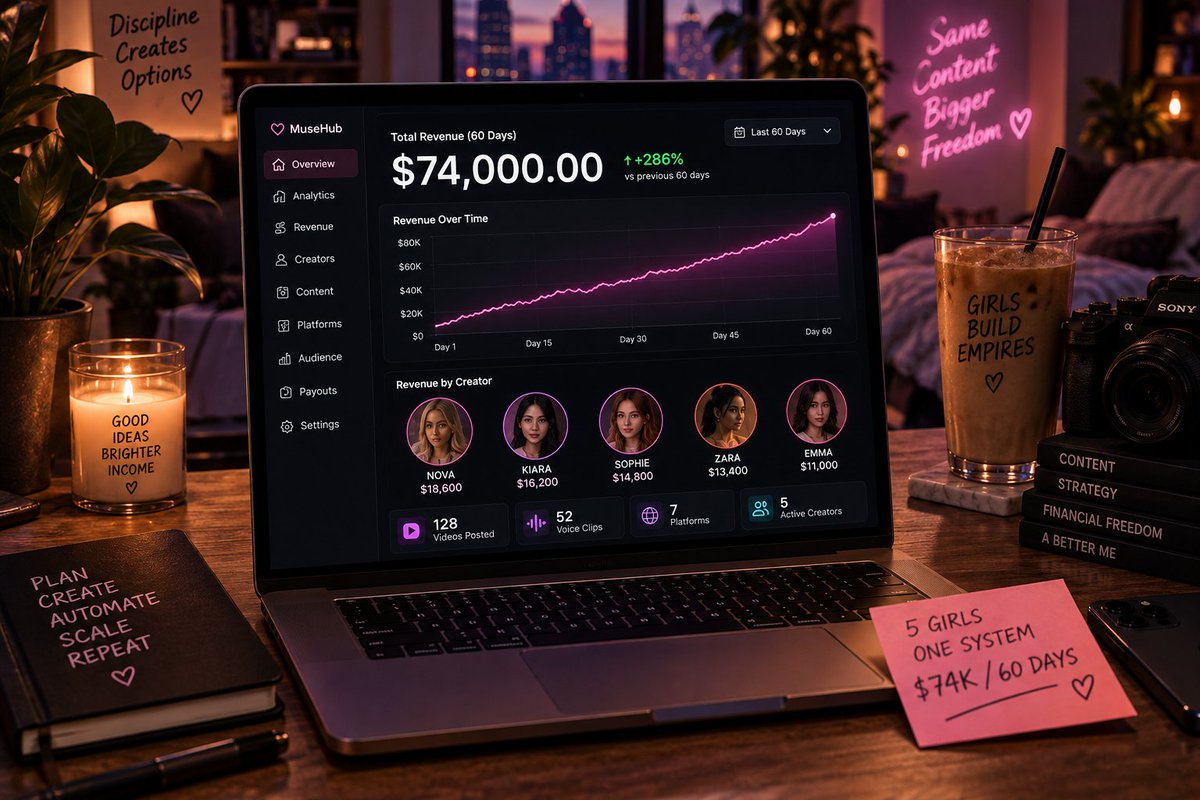 Discipline
Creates
Options
Same
Content
Bigger
Freedom
MuseHub
Overview
Analytics
Revenue
Creators
Content
Platforms
Audience
Payouts
Settings
Total Revenue (60 Days)
$74,000.00
+286%
vs previous 60 days
Last 60 Days
Revenue Over Time
$80K
$60K
$40K
$20K
$0
Day 1
Day 15
Day 30
Day 45
Day 60
Revenue by Creator
NOVA
$18,600
KIARA
$16,200
SOPHIE
$14,800
ZARA
$13,400
EMMA
$11,000
128
Videos Posted
52
Voice Clips
7
Platforms
5
Active Creators
GOOD
IDEAS
BRIGHTER
INCOME
GIRLS
BUILD
EMPIRES
SONY
α
CONTENT
STRATEGY
FINANCIAL FREEDOM
A BETTER ME
PLAN
CREATE
AUTOMATE
SCALE
REPEAT
5 GIRLS
ONE SYSTEM
$74K / 60 DAYS